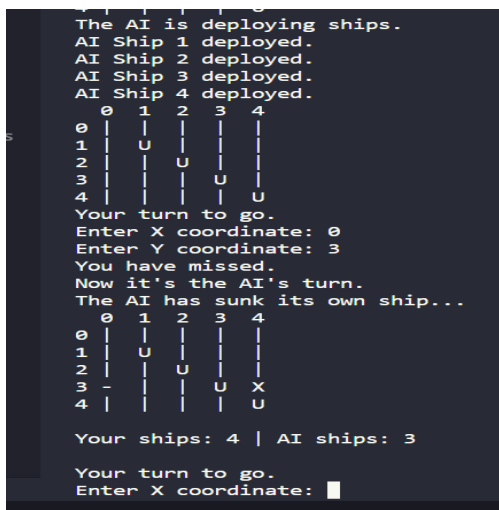 The AI is deploying ships.
AI Ship 1 deployed.
AI Ship 2 deployed.
AI Ship 3 deployed.
AI Ship 4 deployed.
  0  1  2  3  4
0 |  |  |  |  |
1 |  U  |  |  |
2 |  |  U  |  |
3 |  |  |  U  |
4 |  |  |  |  U
Your turn to go.
Enter X coordinate: 0
Enter Y coordinate: 3
You have missed.
Now it's the AI's turn.
The AI has sunk its own ship...
  0  1  2  3  4
0 |  |  |  |  |
1 |  U  |  |  |
2 |  |  U  |  |
3 -  |  |  U  X
4 |  |  |  |  U
Your ships: 4 | AI ships: 3
Your turn to go.
Enter X coordinate: